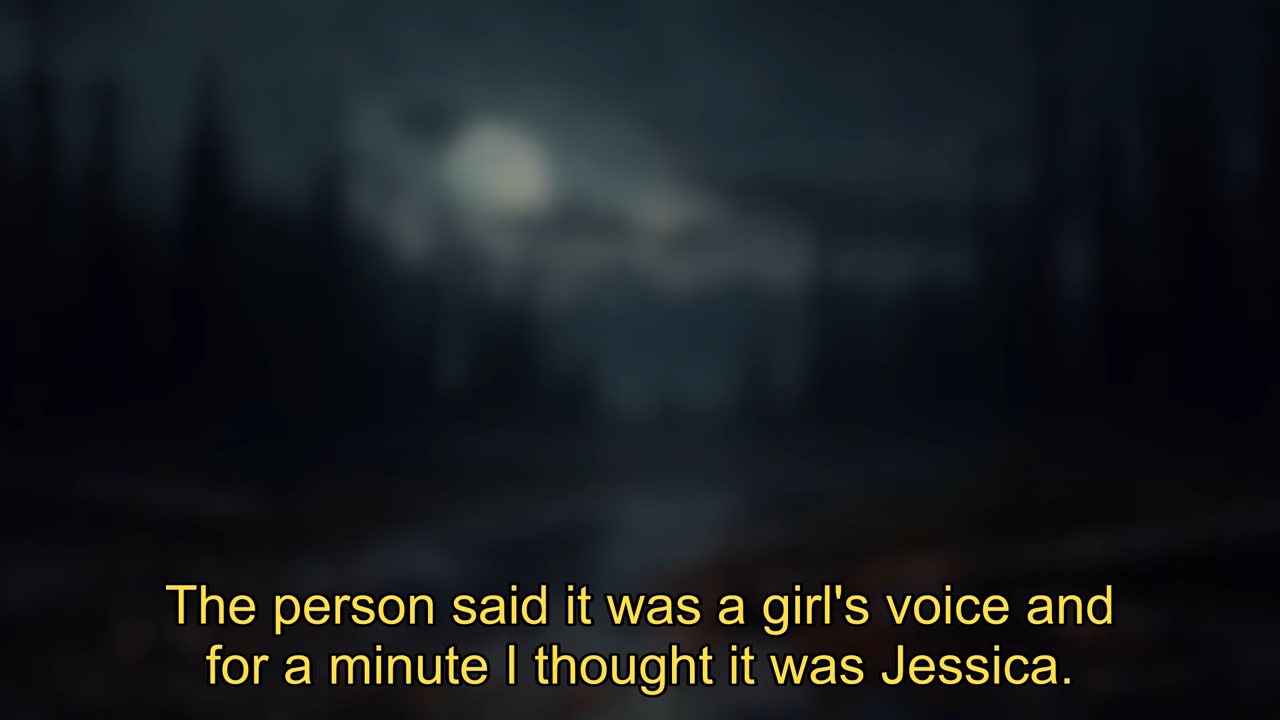 The person said it was a girl's voice and
for a minute I thought it was Jessica.